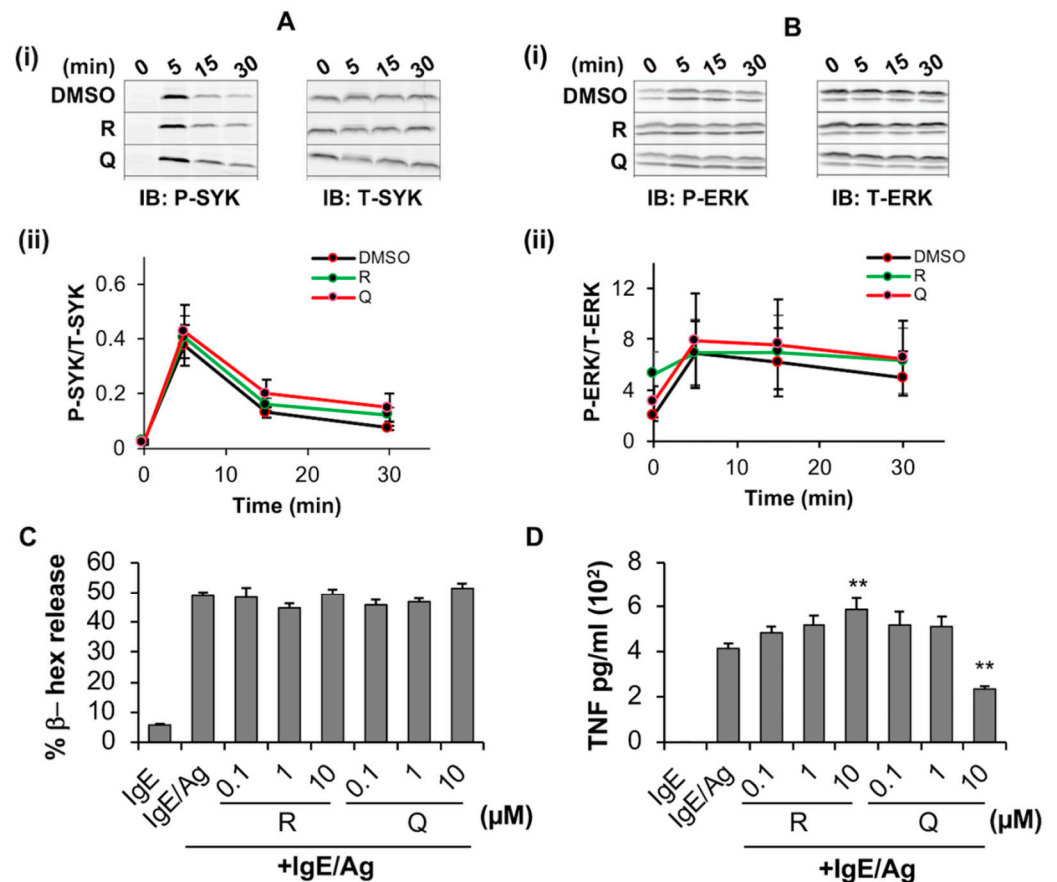 A
(i)
(min) 0 5 15 30 0 5 15 30
DMSO
R
Q
IB: P-SYK IB: T-SYK
(ii)
DMSO
R
Q
P-SYK/T-SYK
0.6
0.4
0.2
0
0 10 20 30
Time (min)
B
(i)
(min) 0 5 15 30 0 5 15 30
DMSO
R
Q
IB: P-ERK IB: T-ERK
(ii)
DMSO
R
Q
P-ERK/T-ERK
12
8
4
0
0 10 20 30
Time (min)
C
% β– hex release
60
50
40
30
20
10
0
IgE IgE/Ag 0.1 1 10 0.1 1 10
R Q (µM)
+IgE/Ag
D
TNF pg/ml (10²)
8
6
4
2
0
**
**
IgE IgE/Ag 0.1 1 10 0.1 1 10
R Q (µM)
+IgE/Ag